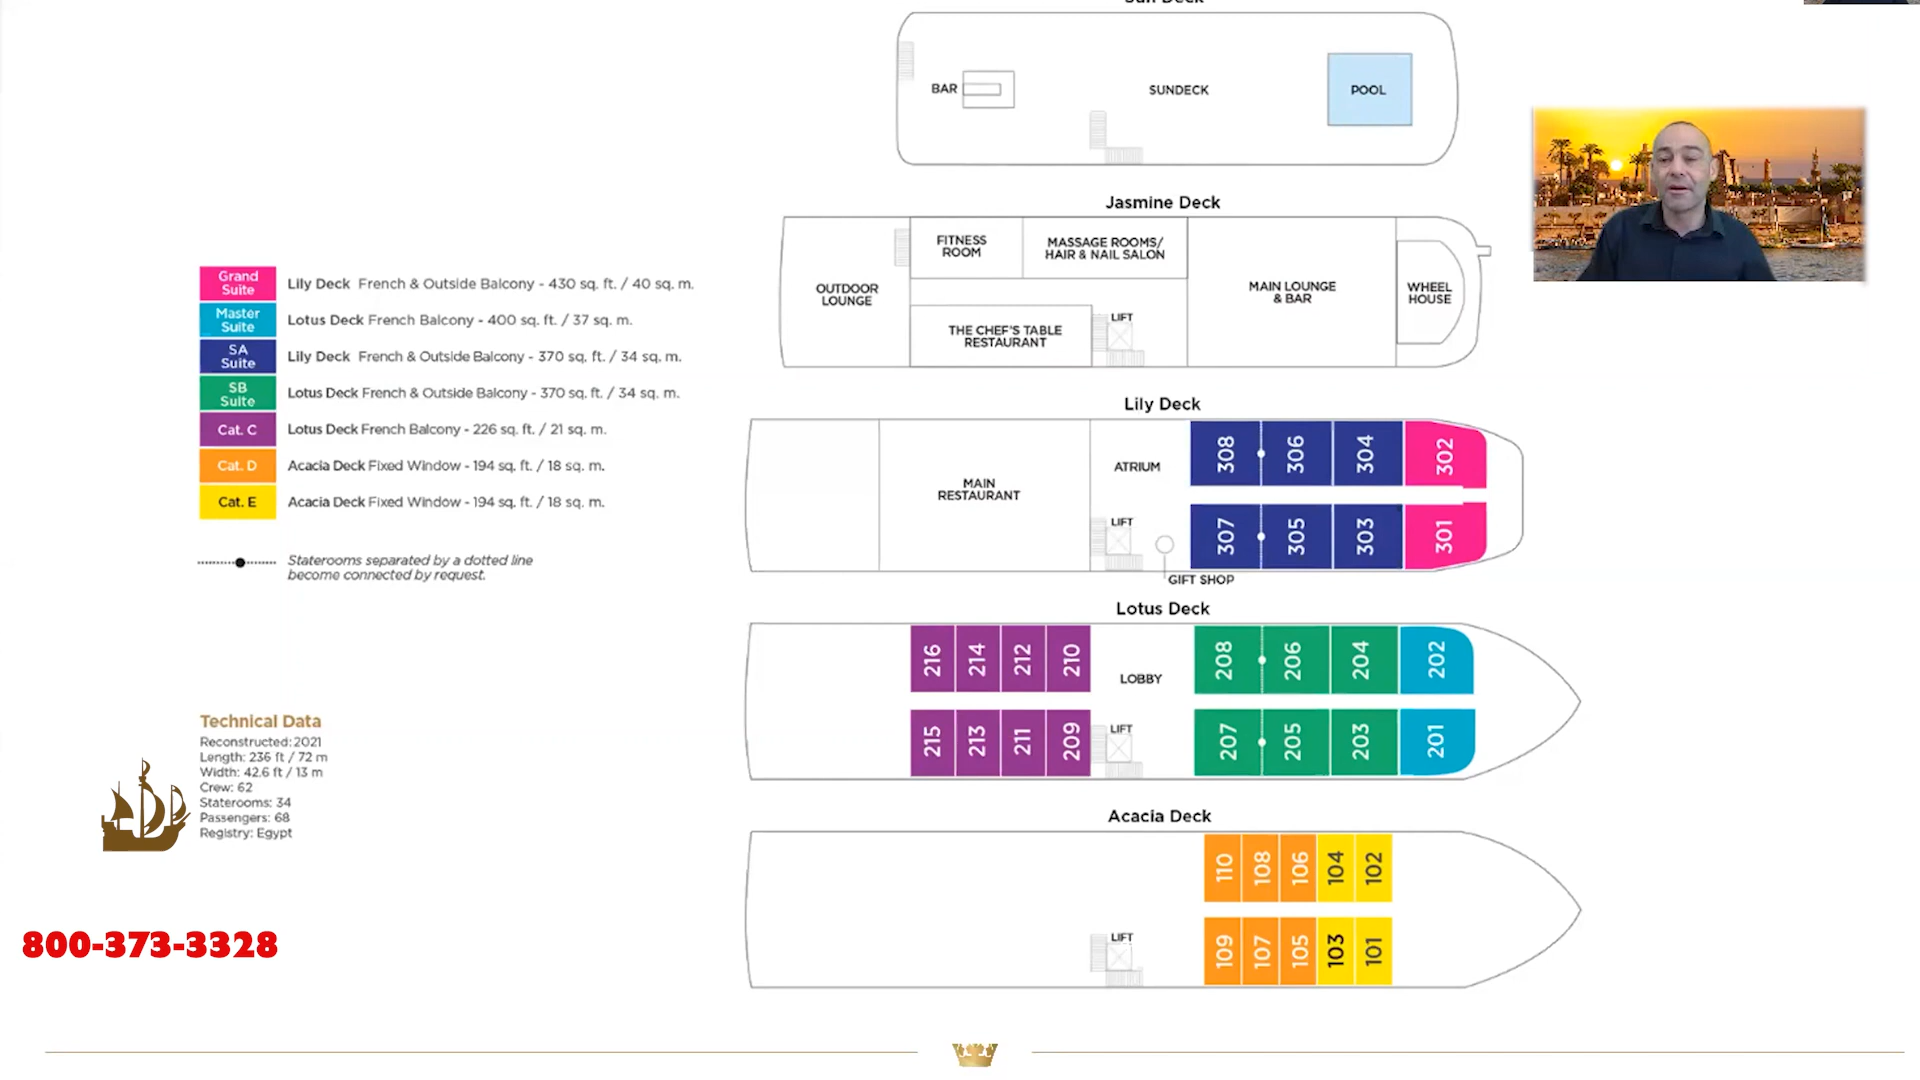 Sun Deck
BAR
SUNDECK
POOL
Jasmine Deck
OUTDOOR
LOUNGE
FITNESS
ROOM
MASSAGE ROOMS/
HAIR & NAIL SALON
THE CHEF'S TABLE
RESTAURANT
LIFT
MAIN LOUNGE
& BAR
WHEEL
HOUSE
Grand
Suite
Lily Deck French & Outside Balcony - 430 sq. ft. / 40 sq. m.
Master
Suite
Lotus Deck French Balcony - 400 sq. ft. / 37 sq. m.
SA
Suite
Lily Deck French & Outside Balcony - 370 sq. ft. / 34 sq. m.
SB
Suite
Lotus Deck French & Outside Balcony - 370 sq. ft. / 34 sq. m.
Cat. C
Lotus Deck French Balcony - 226 sq. ft. / 21 sq. m.
Cat. D
Acacia Deck Fixed Window - 194 sq. ft. / 18 sq. m.
Cat. E
Acacia Deck Fixed Window - 194 sq. ft. / 18 sq. m.
Staterooms separated by a dotted line
become connected by request.
Lily Deck
MAIN
RESTAURANT
ATRIUM
LIFT
GIFT SHOP
308 306 304 302
307 305 303 301
Lotus Deck
216 214 212 210
LOBBY
208 206 204 202
215 213 211 209
LIFT
207 205 203 201
Acacia Deck
110 108 106 104 102
LIFT
109 107 105 103 101
Technical Data
Reconstructed: 2021
Length: 236 ft / 72 m
Width: 42.6 ft / 13 m
Crew: 62
Staterooms: 34
Passengers: 68
Registry: Egypt
800-373-3328